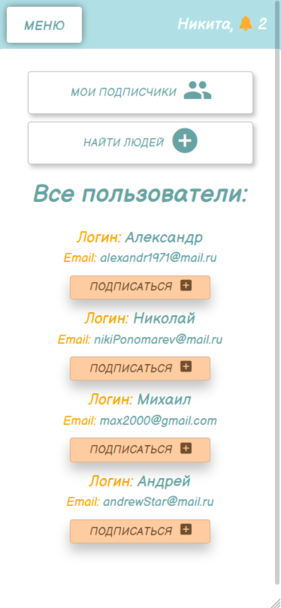 МЕНЮ
Никита, 2
МОИ ПОДПИСЧИКИ
НАЙТИ ЛЮДЕЙ
Все пользователи:
Логин: Александр
Email: alexandr1971@mail.ru
ПОДПИСАТЬСЯ
Логин: Николай
Email: nikiPonomarev@mail.ru
ПОДПИСАТЬСЯ
Логин: Михаил
Email: max2000@gmail.com
ПОДПИСАТЬСЯ
Логин: Андрей
Email: andrewStar@mail.ru
ПОДПИСАТЬСЯ